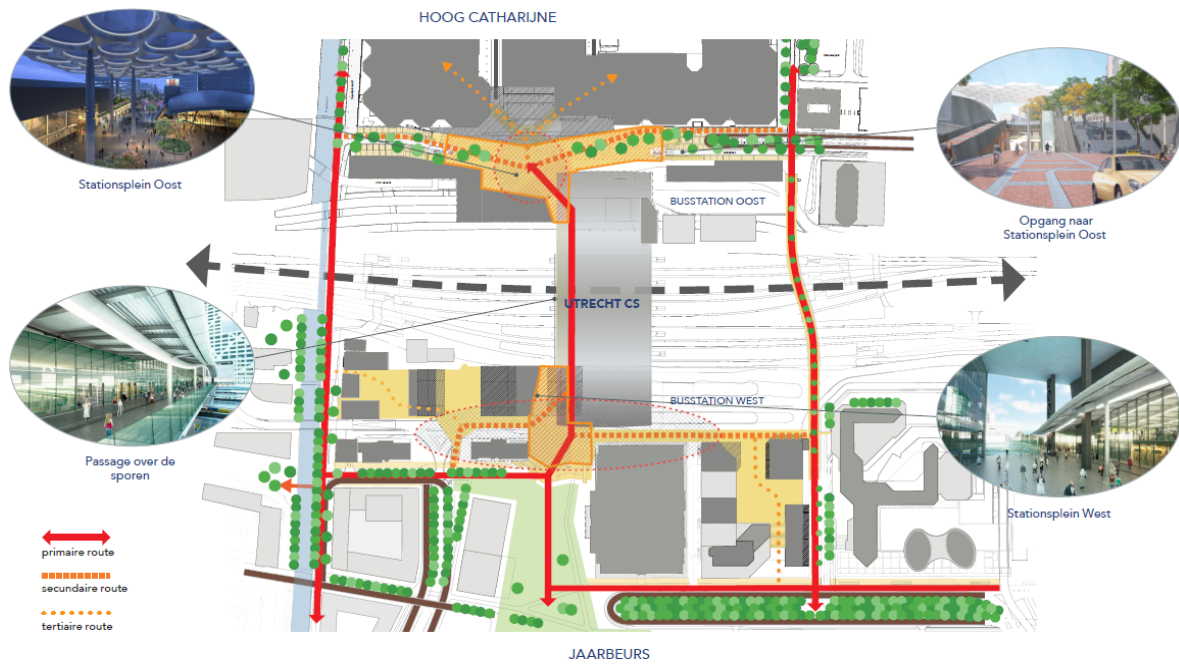 HOOG CATHARIJNE
Stationsplein Oost
Opgang naar
Stationsplein Oost
BUSSTATION OOST
UTRECHT CS
BUSSTATION WEST
Passage over de
sporen
Stationsplein West
primaire route
secundaire route
tertiaire route
JAARBEURS